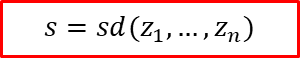 s = sd(z₁, …, zₙ)